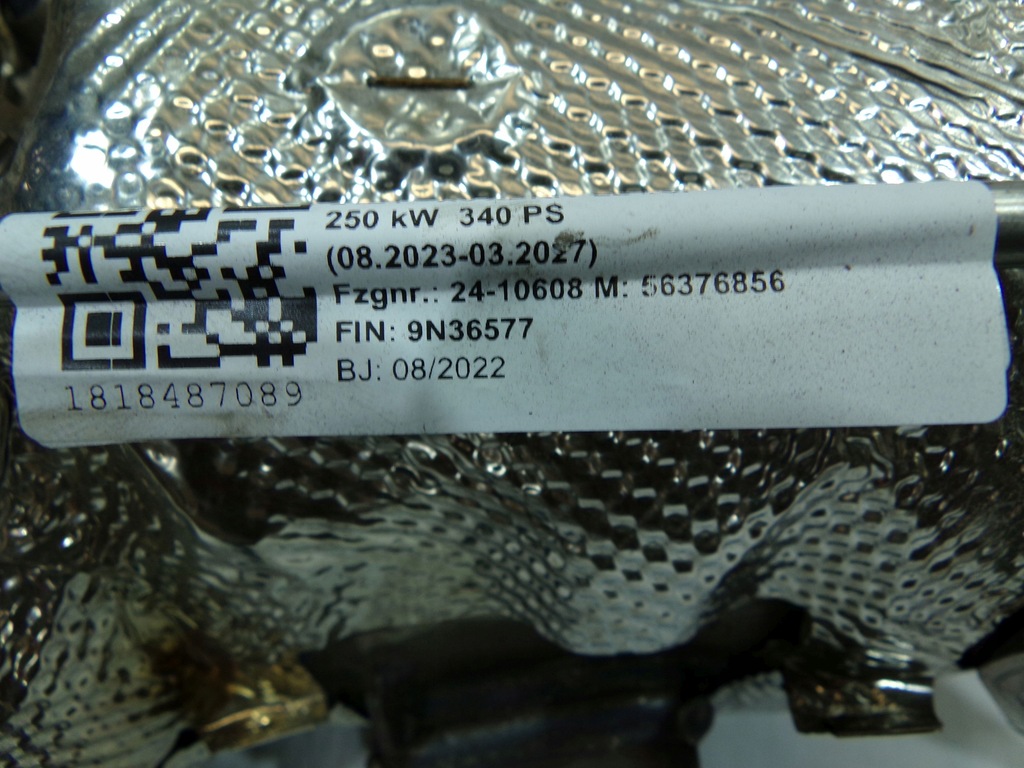 250 kW 340 PS
(08.2023-03.2027)
Fzgnr.: 24-10608 M: 56376856
FIN: 9N36577
BJ: 08/2022
1818487089